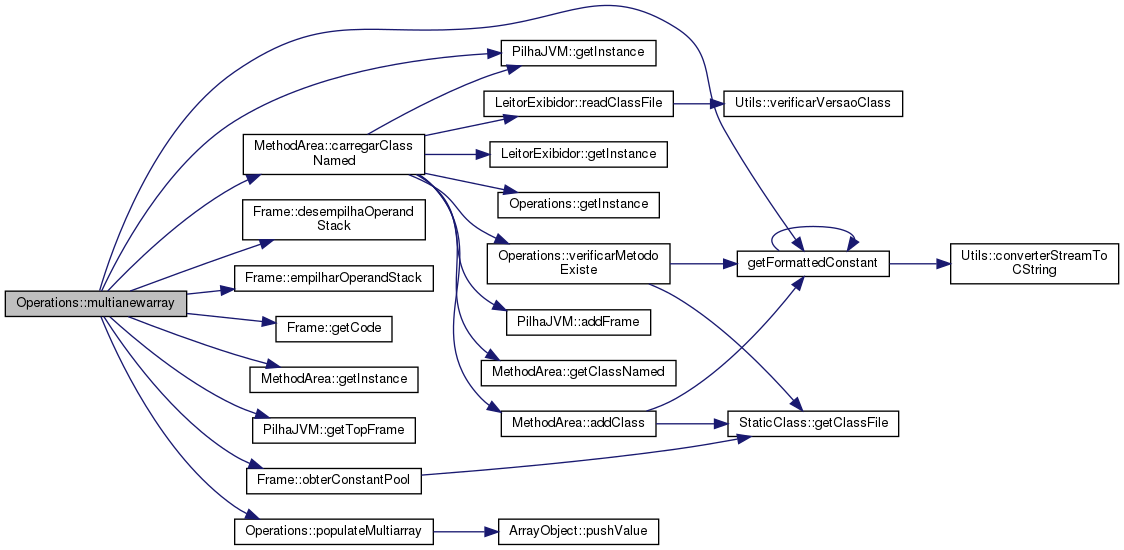 Operations::multianewarray
MethodArea::carregarClass
Named
Frame::desempilhaOperand
Stack
Frame::empilharOperandStack
Frame::getCode
MethodArea::getInstance
PilhaJVM::getTopFrame
Frame::obterConstantPool
Operations::populateMultiarray
PilhaJVM::getInstance
LeitorExibidor::readClassFile
LeitorExibidor::getInstance
Operations::getInstance
Operations::verificarMetodo
Existe
PilhaJVM::addFrame
MethodArea::getClassNamed
MethodArea::addClass
ArrayObject::pushValue
Utils::verificarVersaoClass
getFormattedConstant
StaticClass::getClassFile
Utils::converterStreamTo
CString